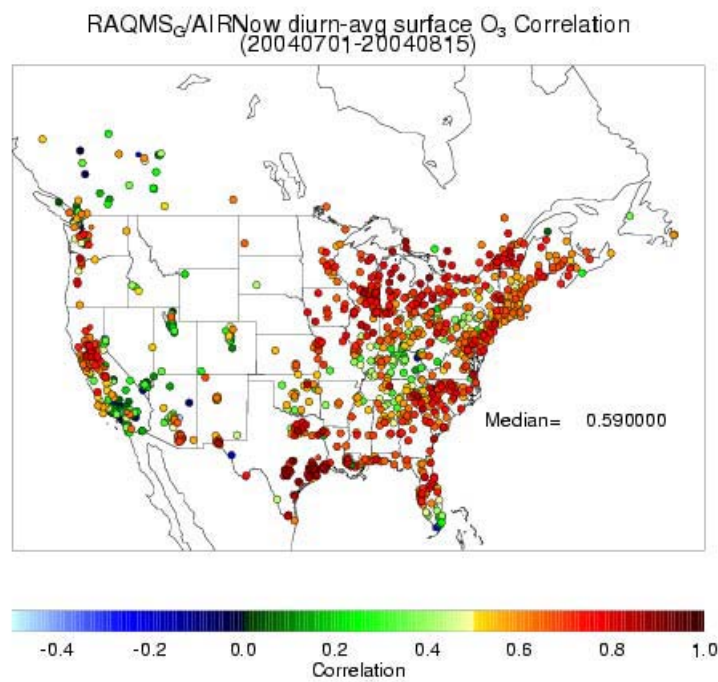 RAQMSG/AIRNow diurn-avg surface O3 Correlation
(20040701-20040815)
Median= 0.590000
-0.4 -0.2 0.0 0.2 0.4 0.6 0.8 1.0
Correlation